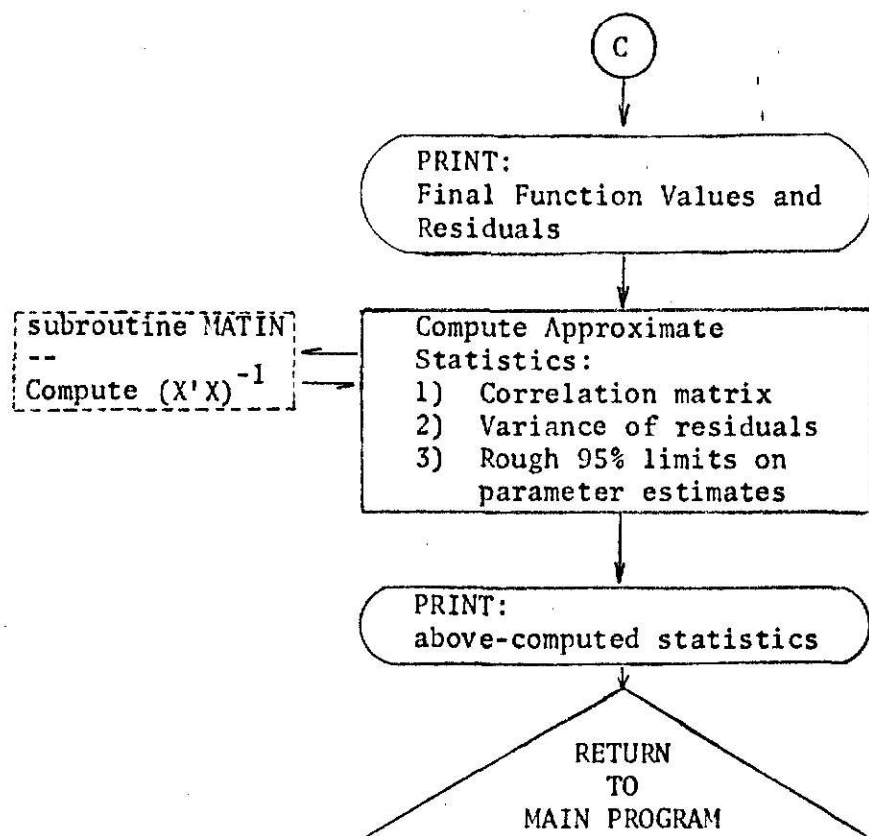 C
PRINT:
Final Function Values and
Residuals
subroutine MATIN
--
Compute (X'X)^-1
Compute Approximate
Statistics:
1) Correlation matrix
2) Variance of residuals
3) Rough 95% limits on
parameter estimates
PRINT:
above-computed statistics
RETURN
TO
MAIN PROGRAM